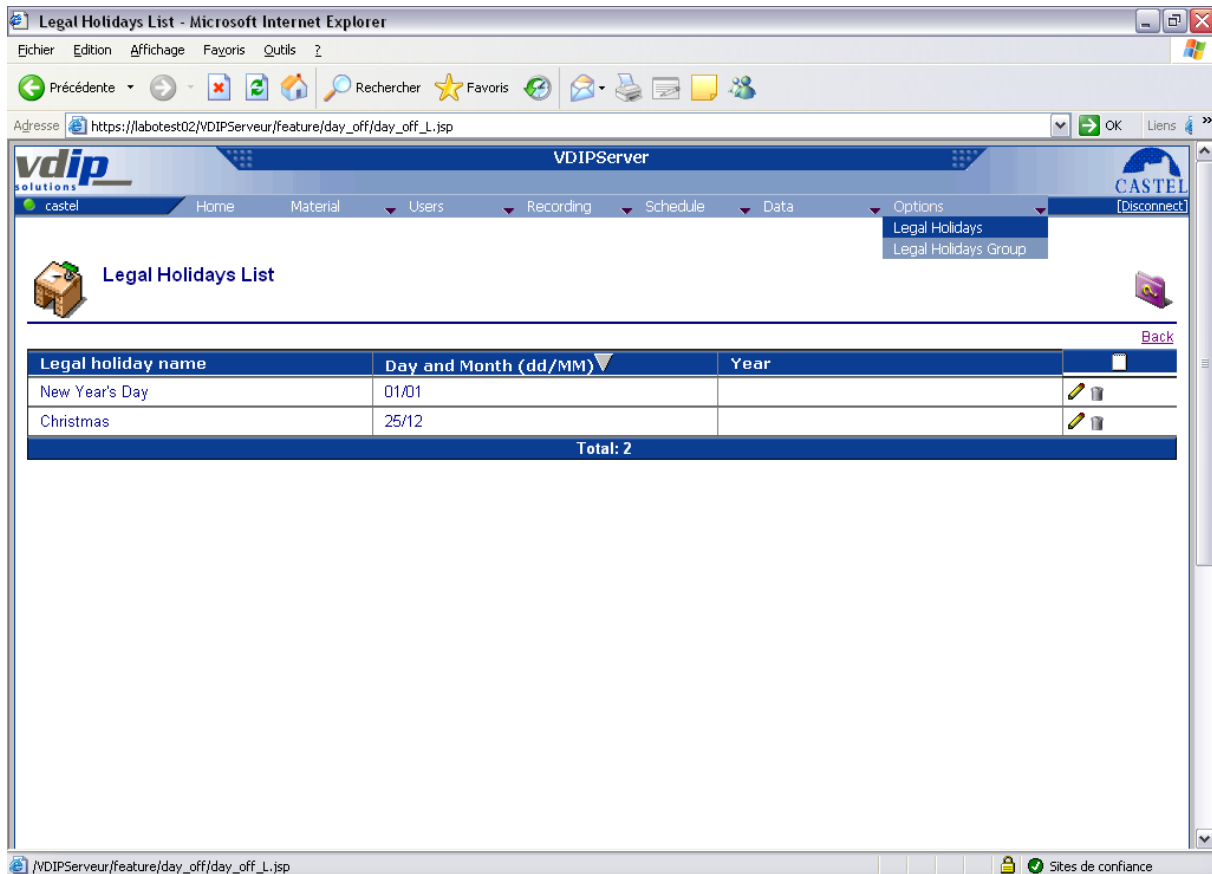 Legal Holidays List - Microsoft Internet Explorer
Fichier Edition Affichage Favoris Outils ?
Précédente Rechercher Favoris
Adresse https://labotest02/VDIPServeur/feature/day_off/day_off_L.jsp OK Liens »
vdip solutions VDIPServer CASTEL
castel Home Material Users Recording Schedule Data Options [Disconnect]
Legal Holidays
Legal Holidays Group
Legal Holidays List
Back
Legal holiday name Day and Month (dd/MM) Year
New Year's Day 01/01
Christmas 25/12
Total: 2
/VDIPServeur/feature/day_off/day_off_L.jsp Sites de confiance